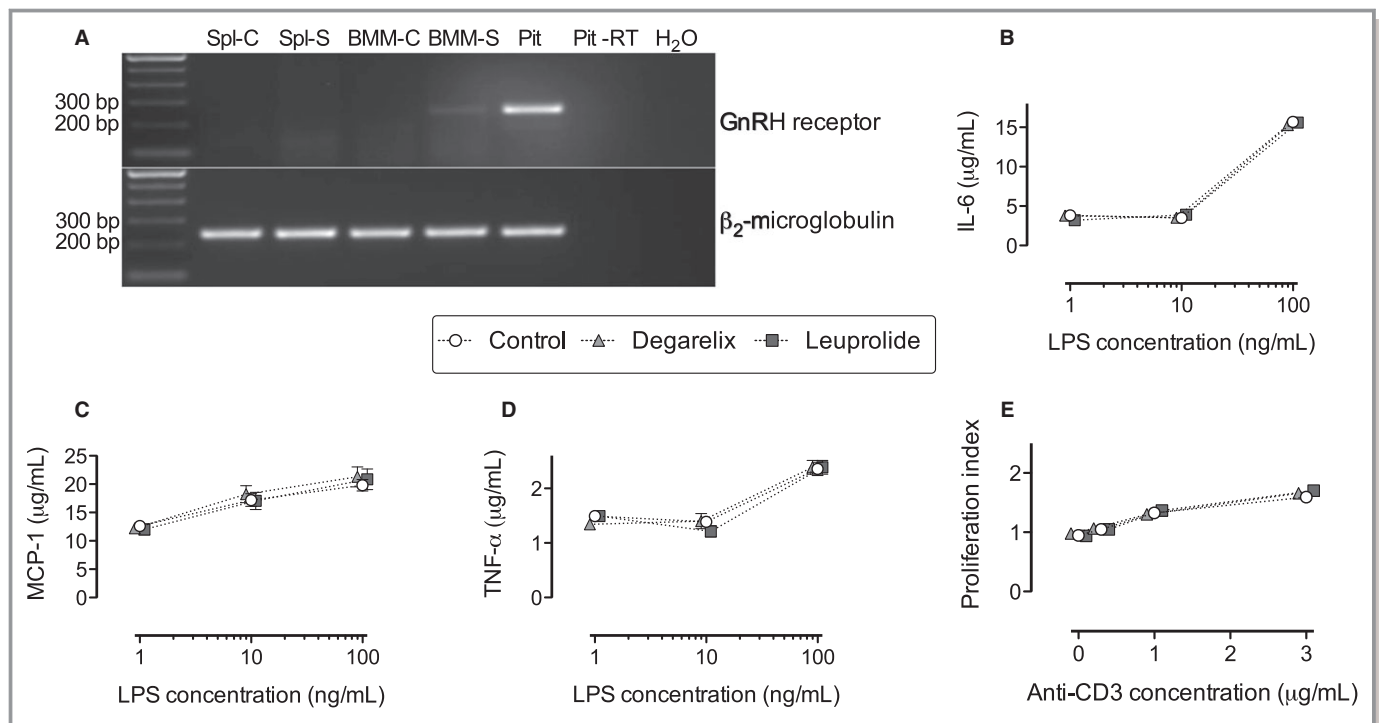 A
Spl-C Spl-S BMM-C BMM-S Pit Pit -RT H₂O
300 bp
200 bp
GnRH receptor
300 bp
200 bp
β₂-microglobulin
B
IL-6 (μg/mL)
15
10
5
0
1 10 100
LPS concentration (ng/mL)
Control Degarelix Leuprolide
C
MCP-1 (μg/mL)
25
20
15
10
5
0
1 10 100
LPS concentration (ng/mL)
D
TNF-α (μg/mL)
2
1
0
1 10 100
LPS concentration (ng/mL)
E
Proliferation index
2
1
0
0 1 2 3
Anti-CD3 concentration (μg/mL)